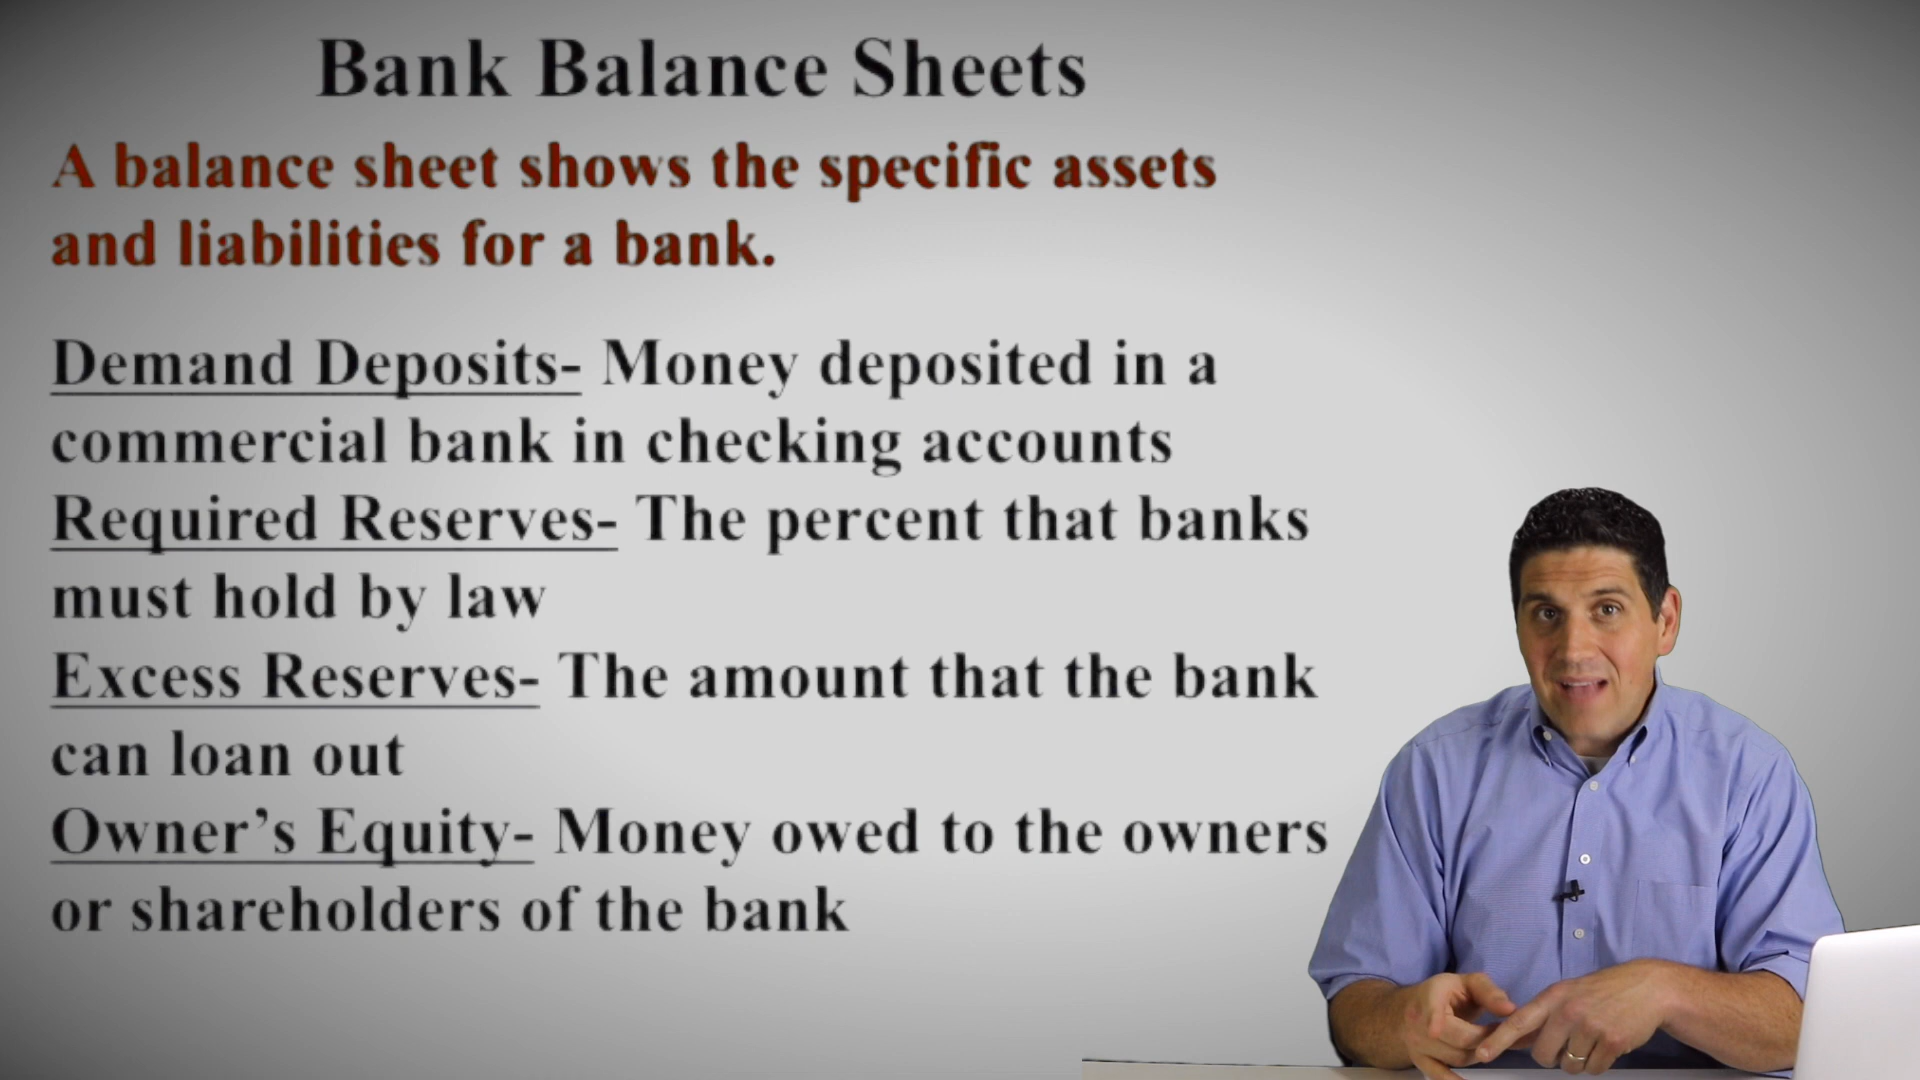 Bank Balance Sheets
A balance sheet shows the specific assets
and liabilities for a bank.
Demand Deposits- Money deposited in a
commercial bank in checking accounts
Required Reserves- The percent that banks
must hold by law
Excess Reserves- The amount that the bank
can loan out
Owner’s Equity- Money owed to the owners
or shareholders of the bank